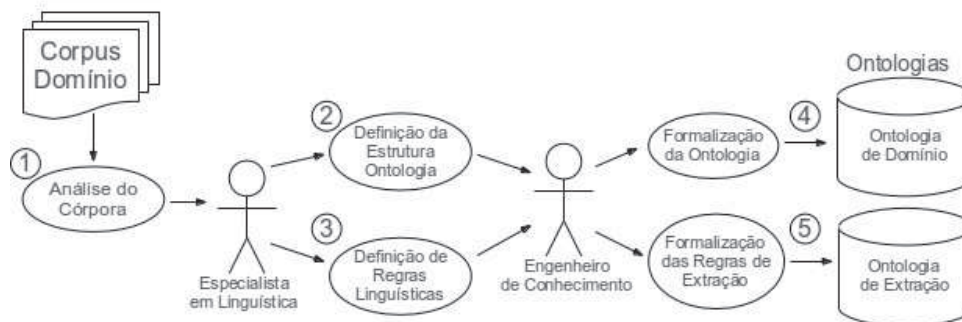 Corpus
Domínio
1
Análise do
Córpora
Especialista
em Linguística
2
Definição da
Estrutura
Ontologia
3
Definição de
Regras
Linguísticas
Engenheiro
de Conhecimento
Formalização
da Ontologia
4
Formalização
das Regras de
Extração
5
Ontologias
Ontologia
de Domínio
Ontologia
de Extração